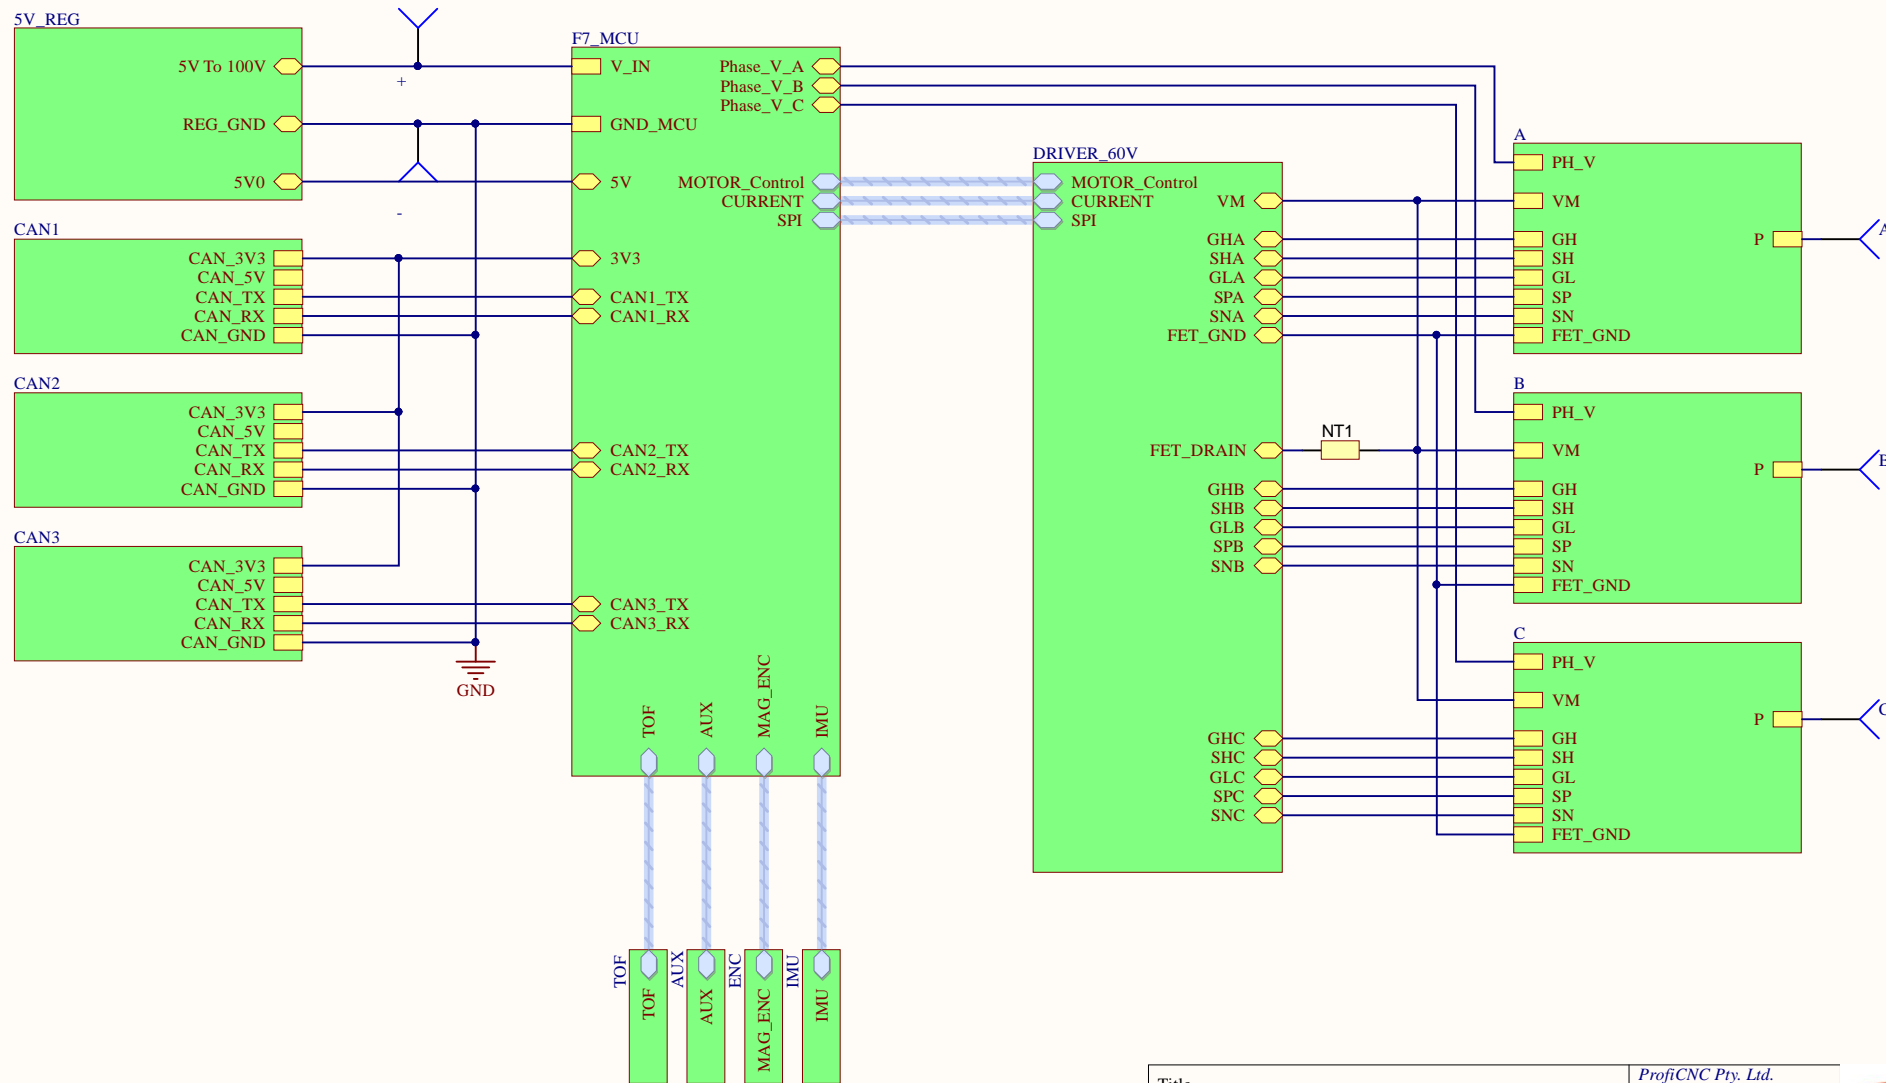 5V_REG
5V To 100V
REG_GND
5V0
+
-
CAN1
CAN_3V3
CAN_5V
CAN_TX
CAN_RX
CAN_GND
CAN2
CAN_3V3
CAN_5V
CAN_TX
CAN_RX
CAN_GND
CAN3
CAN_3V3
CAN_5V
CAN_TX
CAN_RX
CAN_GND
GND
F7_MCU
V_IN
GND_MCU
5V
3V3
CAN1_TX
CAN1_RX
CAN2_TX
CAN2_RX
CAN3_TX
CAN3_RX
Phase_V_A
Phase_V_B
Phase_V_C
MOTOR_Control
CURRENT
SPI
TOF
AUX
MAG_ENC
IMU
TOF
TOF
AUX
AUX
ENC
MAG_ENC
IMU
IMU
DRIVER_60V
MOTOR_Control
CURRENT
SPI
VM
GHA
SHA
GLA
SPA
SNA
FET_GND
FET_DRAIN
GHB
SHB
GLB
SPB
SNB
GHC
SHC
GLC
SPC
SNC
NT1
A
PH_V
VM
GH
SH
GL
SP
SN
FET_GND
P
A
B
PH_V
VM
GH
SH
GL
SP
SN
FET_GND
P
B
C
PH_V
VM
GH
SH
GL
SP
SN
FET_GND
P
C
Title
ProfiCNC Pty. Ltd.